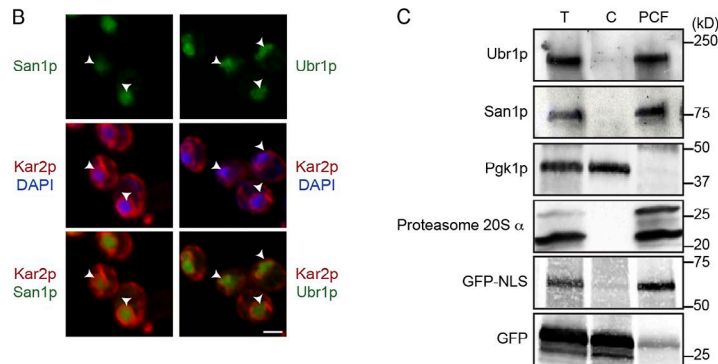 B
San1p
Ubr1p
Kar2p
DAPI
Kar2p
DAPI
Kar2p
San1p
Kar2p
Ubr1p
C
T C PCF (kD)
Ubr1p
250
San1p
75
Pgk1p
50
37
Proteasome 20S α
25
20
GFP-NLS
75
50
GFP
25